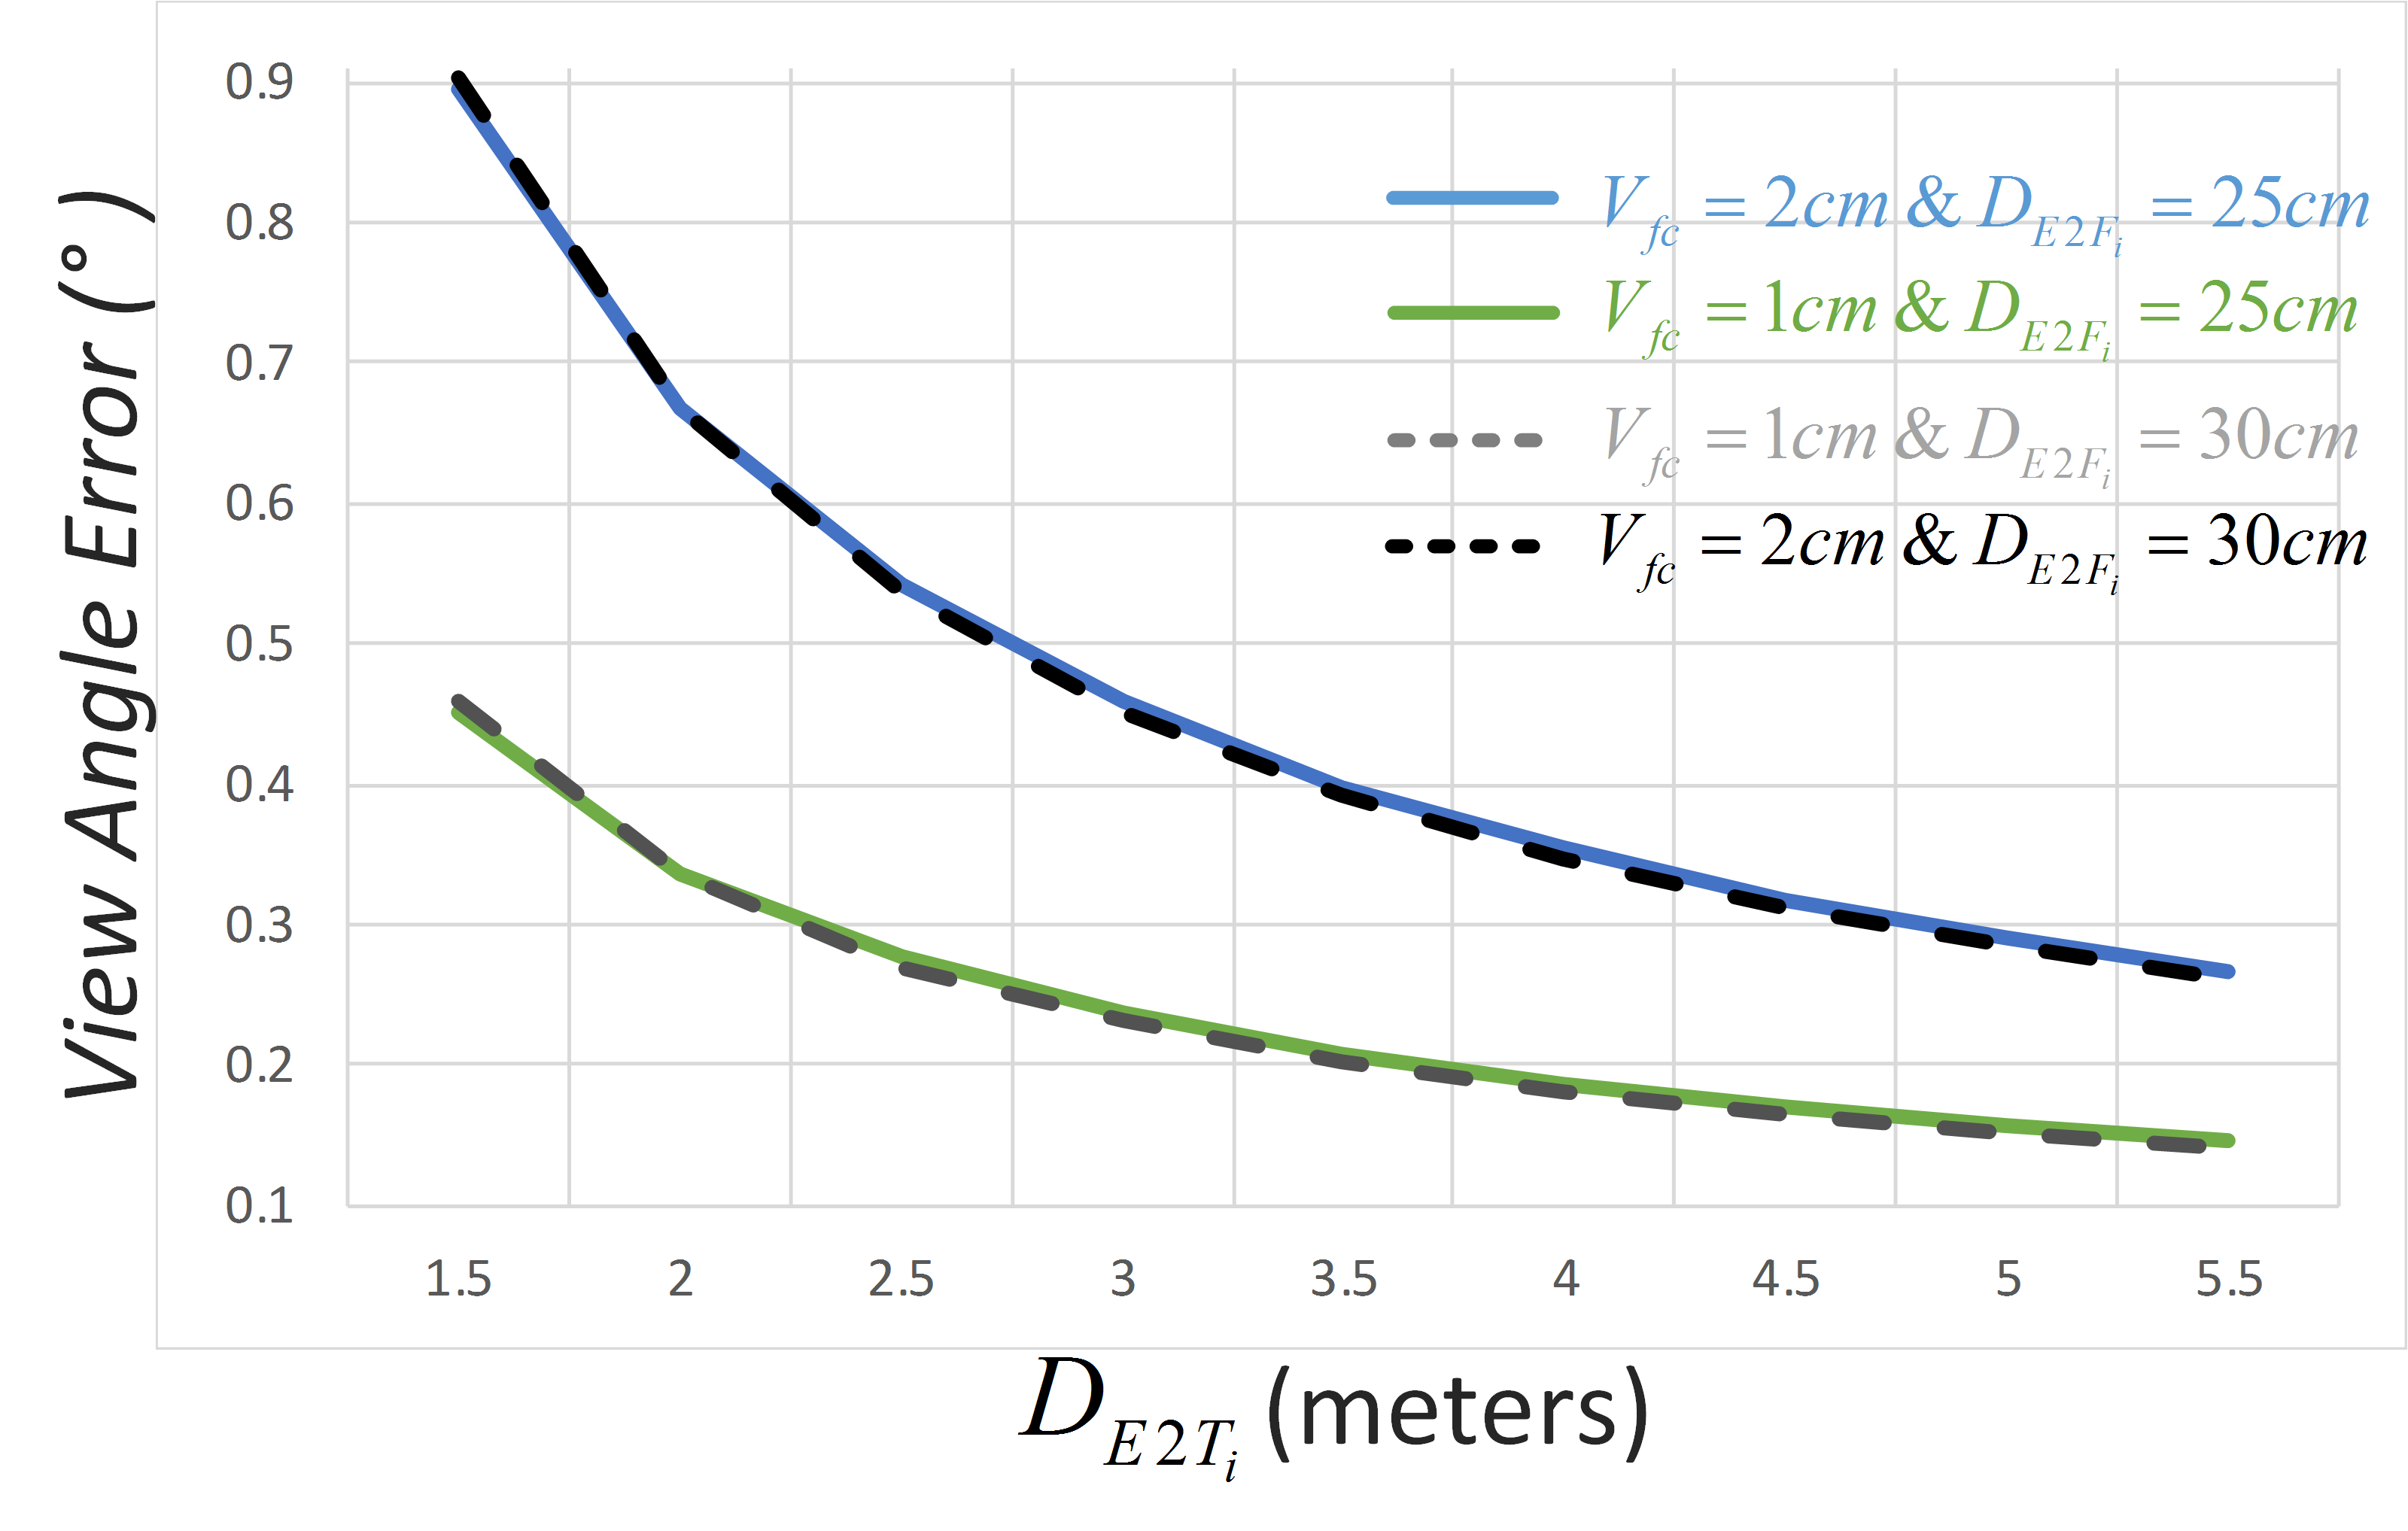 View Angle Error (°)
0.9
0.8
0.7
0.6
0.5
0.4
0.3
0.2
0.1
V_fc = 2cm & D_E2F_i = 25cm
V_fc = 1cm & D_E2F_i = 25cm
V_fc = 1cm & D_E2F_i = 30cm
V_fc = 2cm & D_E2F_i = 30cm
1.5 2 2.5 3 3.5 4 4.5 5 5.5
D_E2T_i (meters)